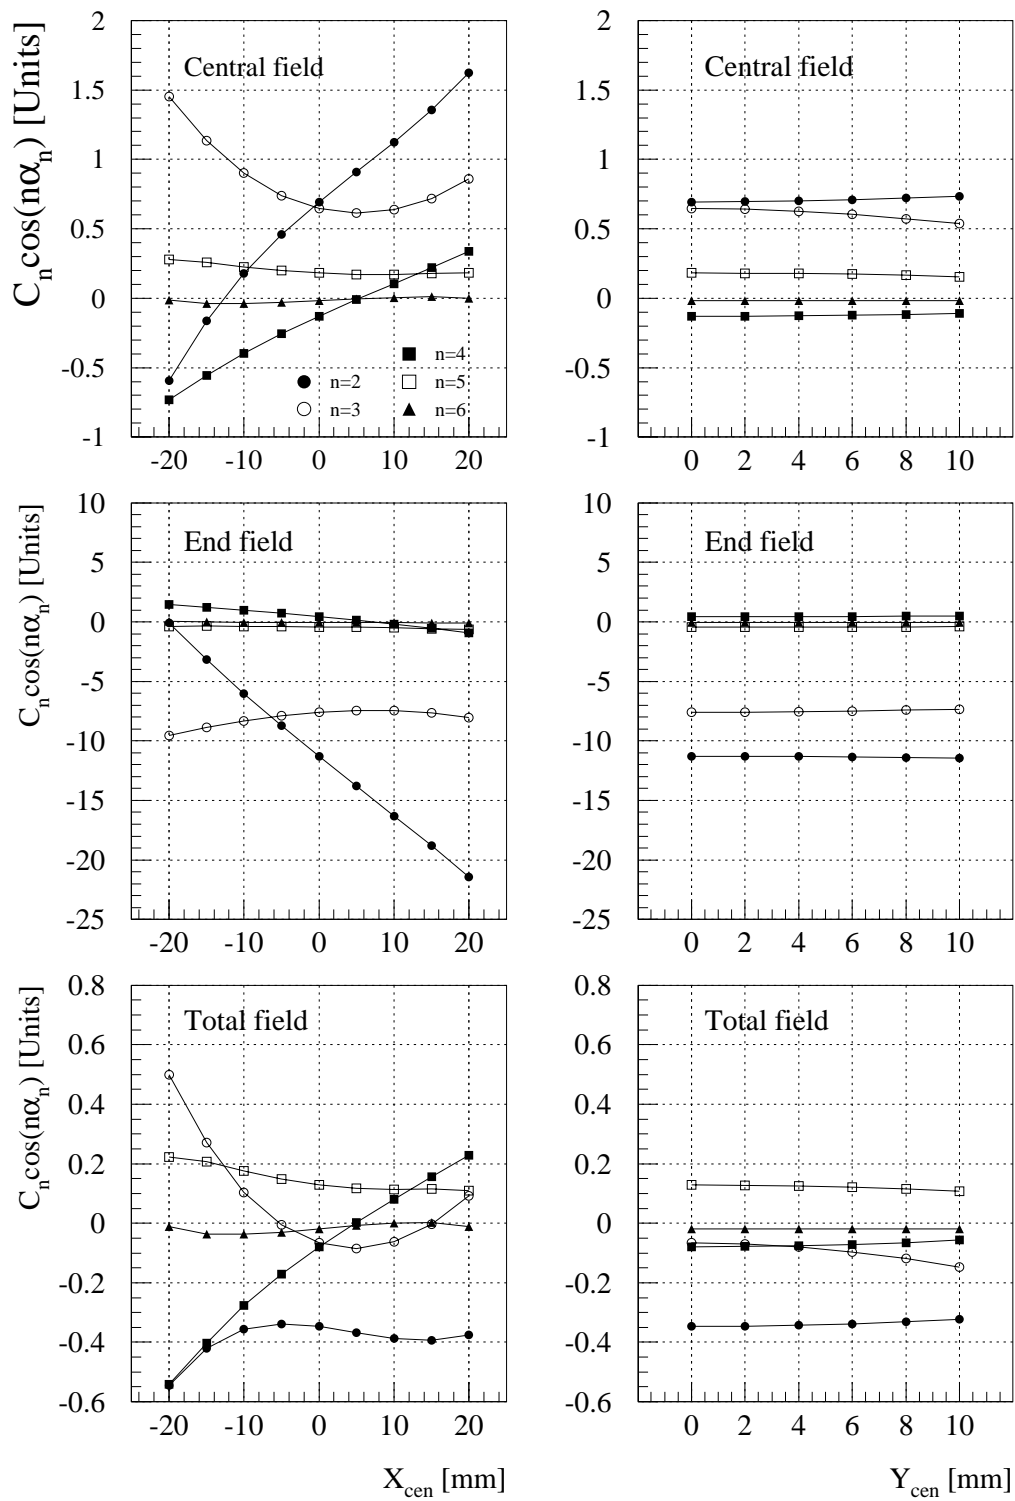 C_n cos(nα_n) [Units]
2
1.5
1
0.5
0
-0.5
-1
Central field
n=4
n=2
n=5
n=3
n=6
-20 -10 0 10 20
2
1.5
1
0.5
0
-0.5
-1
Central field
0 2 4 6 8 10
C_n cos(nα_n) [Units]
10
5
0
-5
-10
-15
-20
-25
End field
-20 -10 0 10 20
10
5
0
-5
-10
-15
-20
-25
End field
0 2 4 6 8 10
C_n cos(nα_n) [Units]
0.8
0.6
0.4
0.2
0
-0.2
-0.4
-0.6
Total field
-20 -10 0 10 20
X_cen [mm]
0.8
0.6
0.4
0.2
0
-0.2
-0.4
-0.6
Total field
0 2 4 6 8 10
Y_cen [mm]